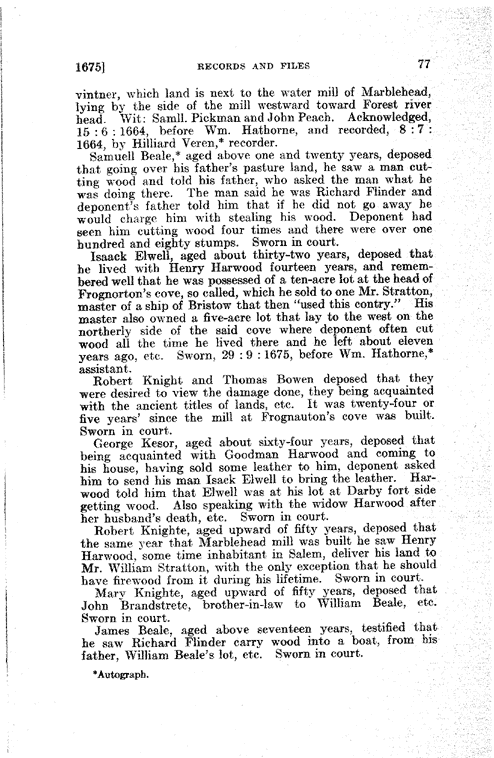 1675] RECORDS AND FILES 77
vintner, which land is next to the water mill of Marblehead,
lying by the side of the mill westward toward Forest river
head. Wit: Samll. Pickman and John Peach. Acknowledged,
15 : 6 : 1664, before Wm. Hathorne, and recorded, 8 : 7 :
1664, by Hilliard Veren,* recorder.
Samuell Beale,* aged above one and twenty years, deposed
that going over his father's pasture land, he saw a man cut-
ting wood and told his father, who asked the man what he
was doing there. The man said he was Richard Flinder and
deponent's father told him that if he did not go away he
would charge him with stealing his wood. Deponent had
seen him cutting wood four times and there were over one
hundred and eighty stumps. Sworn in court.
Isaack Elwell, aged about thirty-two years, deposed that
he lived with Henry Harwood fourteen years, and remem-
bered well that he was possessed of a ten-acre lot at the head of
Frognorton's cove, so called, which he sold to one Mr. Stratton,
master of a ship of Bristow that then "used this contry." His
master also owned a five-acre lot that lay to the west on the
northerly side of the said cove where deponent often cut
wood all the time he lived there and he left about eleven
years ago, etc. Sworn, 29 : 9 : 1675, before Wm. Hathorne,*
assistant.
Robert Knight and Thomas Bowen deposed that they
were desired to view the damage done, they being acquainted
with the ancient titles of lands, etc. It was twenty-four or
five years' since the mill at Frognauton's cove was built.
Sworn in court.
George Kesor, aged about sixty-four years, deposed that
being acquainted with Goodman Harwood and coming to
his house, having sold some leather to him, deponent asked
him to send his man Isack Elwell to bring the leather. Har-
wood told him that Elwell was at his lot at Darby fort side
getting wood. Also speaking with the widow Harwood after
her husband's death, etc. Sworn in court.
Robert Knighte, aged upward of fifty years, deposed that
the same year that Marblehead mill was built he saw Henry
Harwood, some time inhabitant in Salem, deliver his land to
Mr. William Stratton, with the only exception that he should
have firewood from it during his lifetime. Sworn in court.
Mary Knighte, aged upward of fifty years, deposed that
John Brandstrete, brother-in-law to William Beale, etc.
Sworn in court.
James Beale, aged above seventeen years, testified that
he saw Richard Flinder carry wood into a boat, from his
father, William Beale's lot, etc. Sworn in court.
*Autograph.